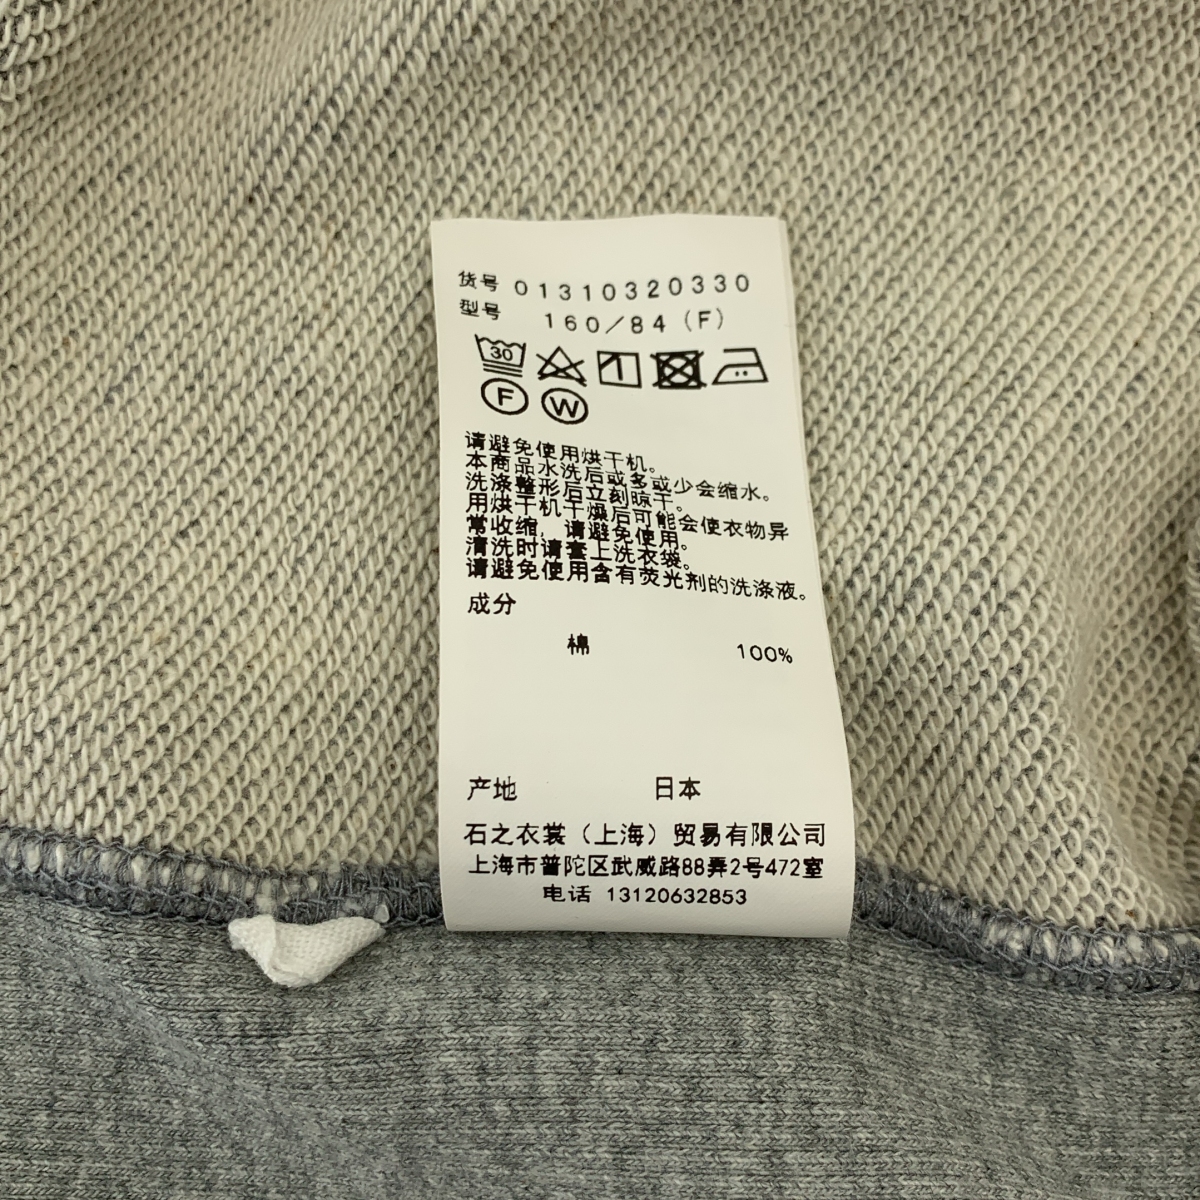 货号 01310320330
型号 160/84(F)
30
F W
请避免使用烘干机。
本商品水洗后或多或少会缩水。
洗涤整形后立刻晾干。
用烘干机干燥后可能会使衣物异
常收缩，请避免使用。
清洗时请套上洗衣袋。
请避免使用含有荧光剂的洗涤液。
成分
棉 100%
产地 日本
石之衣裳（上海）贸易有限公司
上海市普陀区武威路88弄2号472室
电话 13120632853